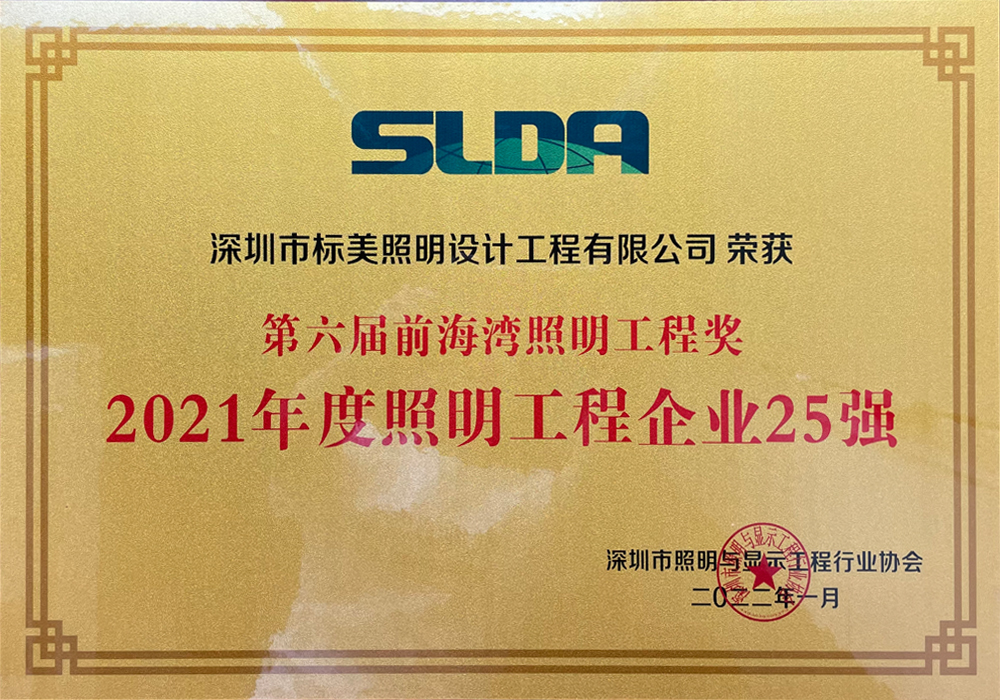 SLDA
深圳市标美照明设计工程有限公司 荣获
第六届前海湾照明工程奖
2021年度照明工程企业25强
深圳市照明与显示工程行业协会
二〇二二年一月